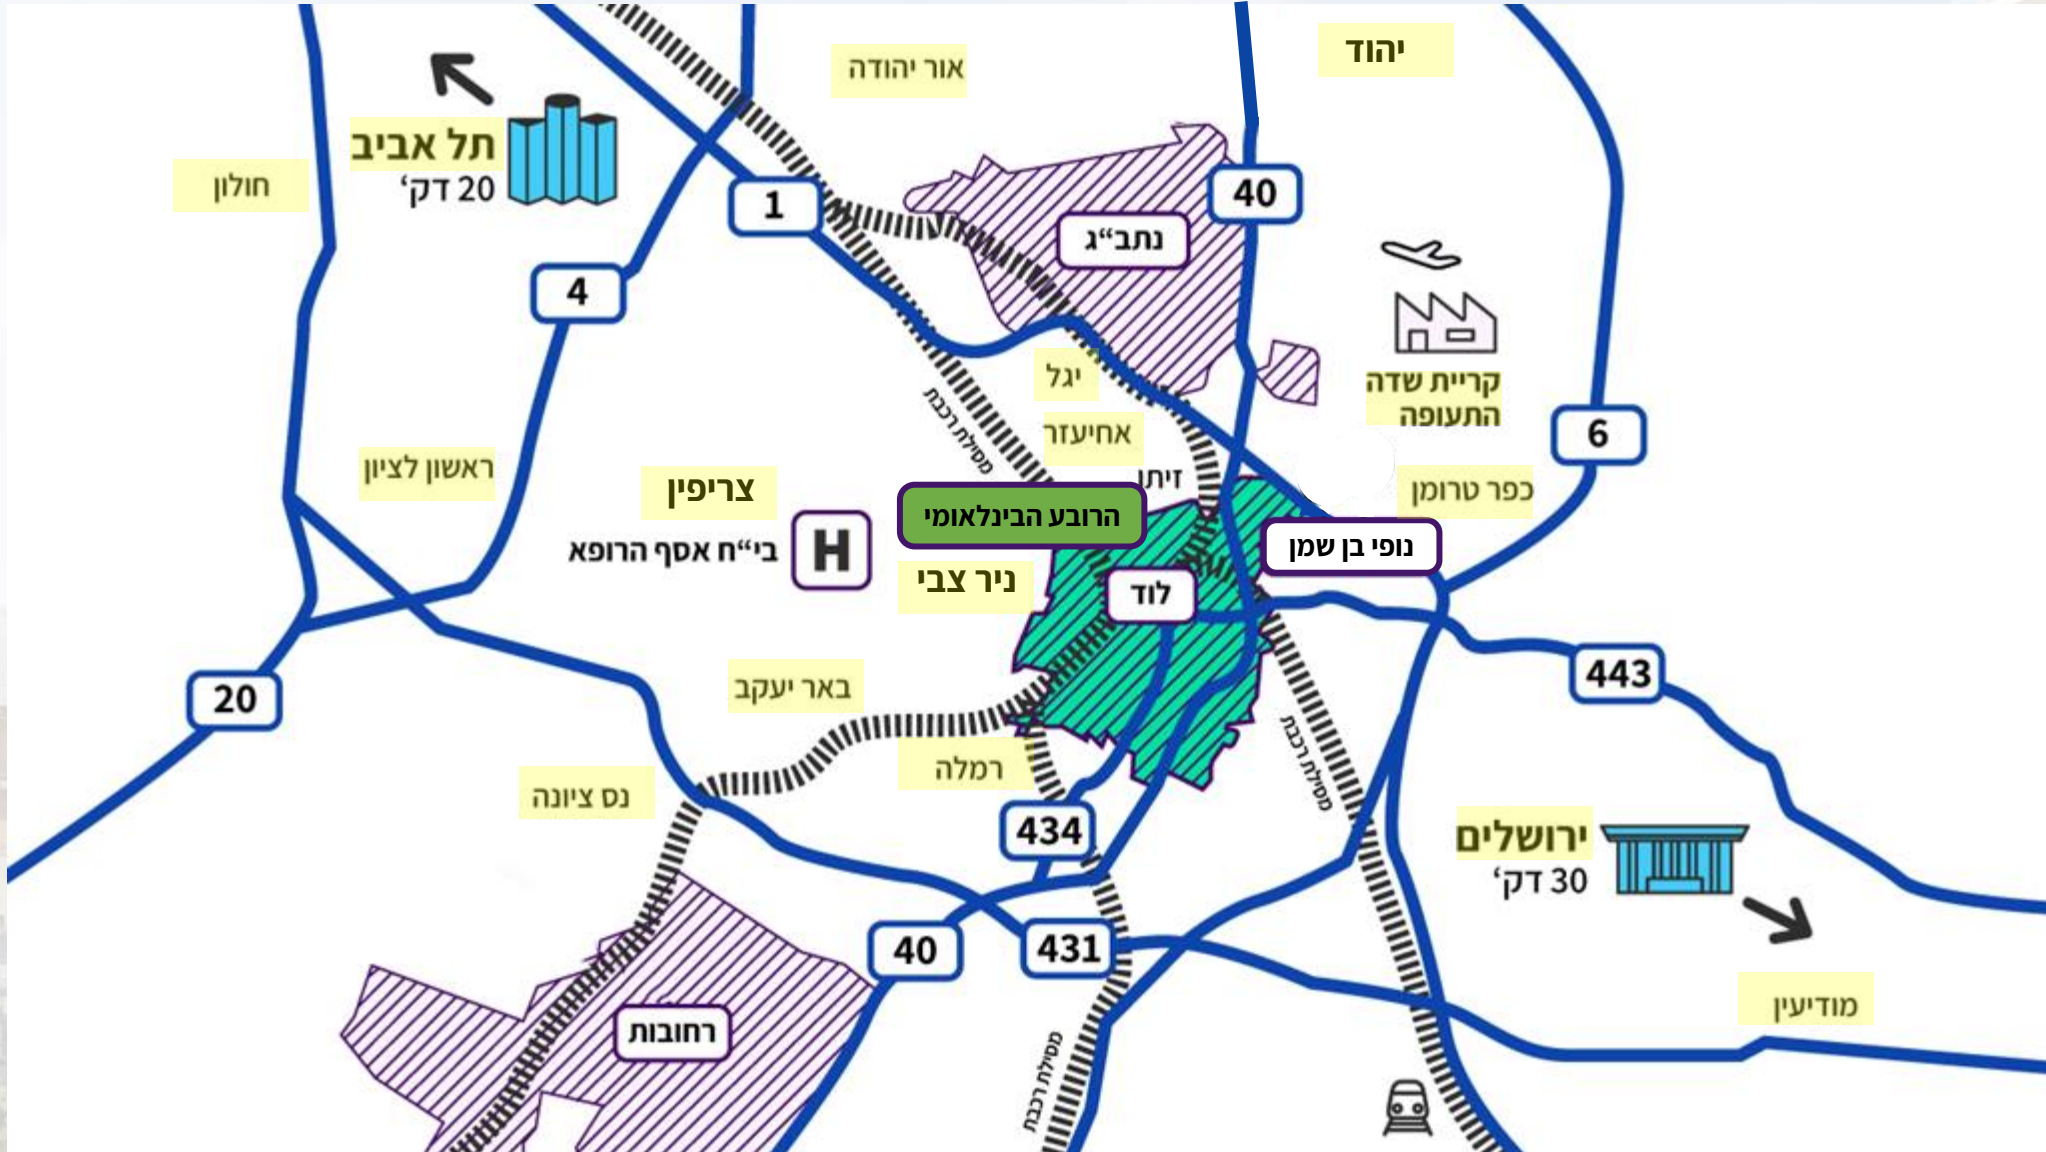 יהוד
אור יהודה
תל אביב
20 דק‘
חולון
1
40
נתב“ג
4
יגל
קריית שדה
התעופה
אחיעזר
6
מסילת רכבת
ראשון לציון
זיתן
צריפין
כפר טרומן
הרובע הבינלאומי
נופי בן שמן
H
בי“ח אסף הרופא
ניר צבי
לוד
443
באר יעקב
20
מסילת רכבת
רמלה
נס ציונה
434
ירושלים
30 דק‘
40
431
מודיעין
רחובות
מסילת רכבת